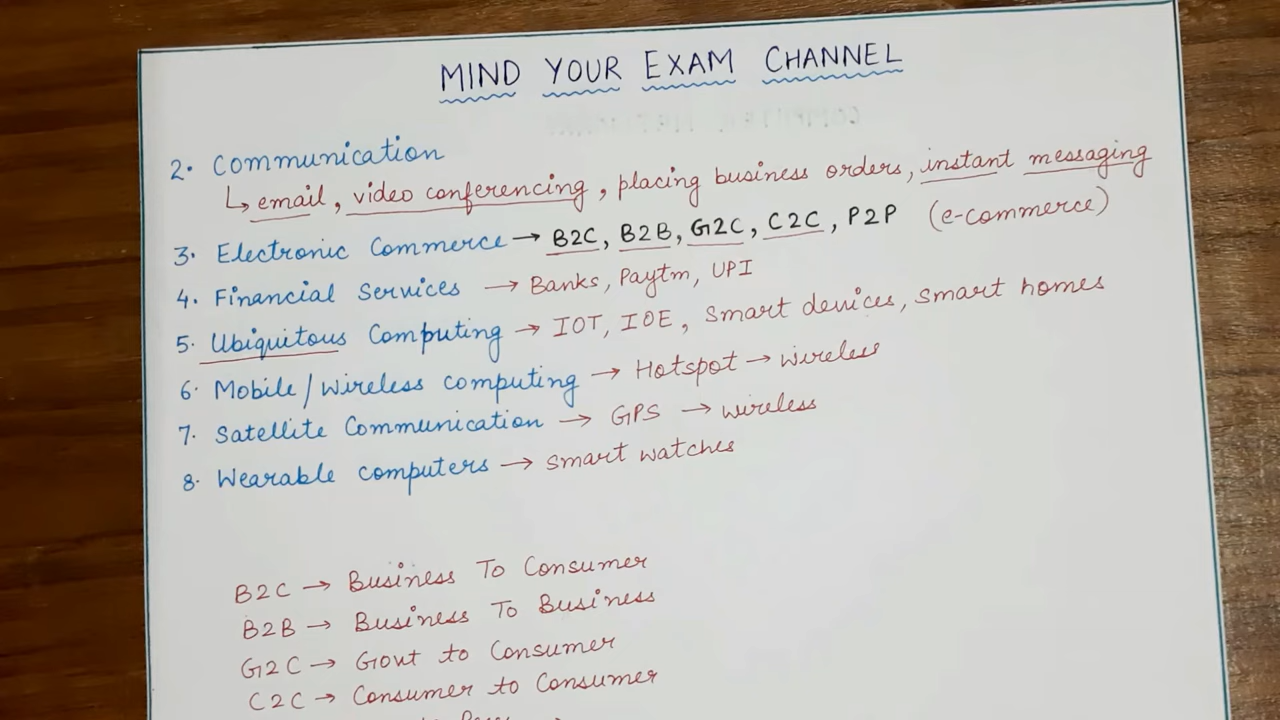 MIND YOUR EXAM CHANNEL
2. Communication
↳ email, video conferencing, placing business orders, instant messaging
3. Electronic Commerce → B2C, B2B, G2C, C2C, P2P (e-commerce)
4. Financial Services → Banks, Paytm, UPI
5. Ubiquitous Computing → IOT, IOE, Smart devices, Smart homes
6. Mobile/Wireless computing → Hotspot → wireless
7. Satellite Communication → GPS → wireless
8. Wearable computers → smart watches
B2C → Business To Consumer
B2B → Business To Business
G2C → Govt to Consumer
C2C → Consumer to Consumer